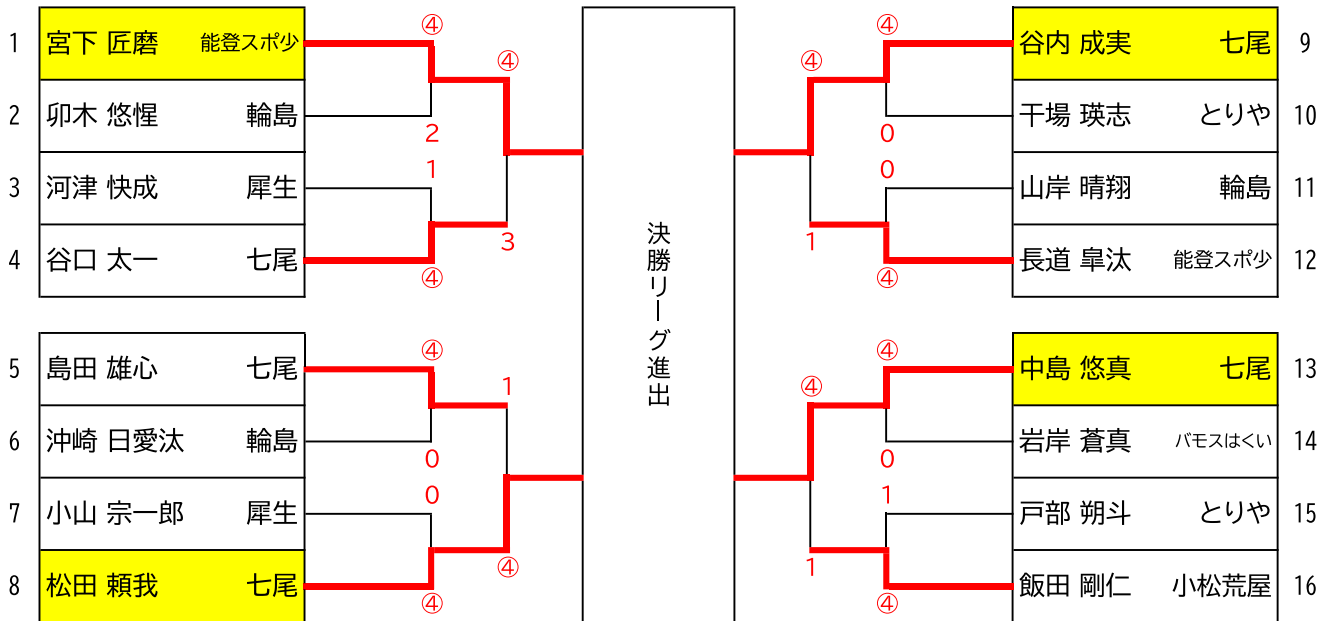 1 宮下 匠磨 能登スポ少
2 卯木 悠惺 輪島
3 河津 快成 犀生
4 谷口 太一 七尾
④
2
1
④
④
3
5 島田 雄心 七尾
6 沖崎 日愛汰 輪島
7 小山 宗一郎 犀生
8 松田 頼我 七尾
④
0
0
④
1
④
決勝リーグ進出
④
1
④
0
0
④
谷内 成実 七尾 9
干場 瑛志 とりや 10
山岸 晴翔 輪島 11
長道 皐汰 能登スポ少 12
④
1
④
0
1
④
中島 悠真 七尾 13
岩岸 蒼真 バモスはくい 14
戸部 朔斗 とりや 15
飯田 剛仁 小松荒屋 16